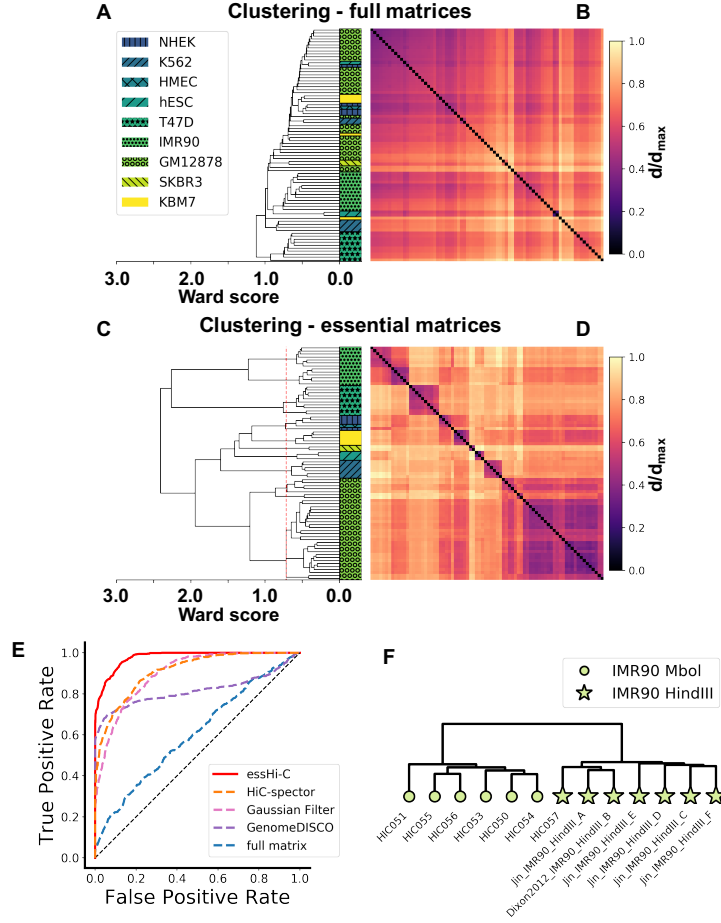 A
Clustering - full matrices
B
NHEK
K562
HMEC
hESC
T47D
IMR90
GM12878
SKBR3
KBM7
3.0 2.0 1.0 0.0
Ward score
1.0
0.8
0.6
0.4
0.2
0.0
d/dmax
C
Clustering - essential matrices
D
3.0 2.0 1.0 0.0
Ward score
1.0
0.8
0.6
0.4
0.2
0.0
d/dmax
E
True Positive Rate
1.0
0.8
0.6
0.4
0.2
0.0
essHi-C
HiC-spector
Gaussian Filter
GenomeDISCO
full matrix
0.0 0.2 0.4 0.6 0.8 1.0
False Positive Rate
F
IMR90 MboI
IMR90 HindIII
HIC051
HIC055
HIC056
HIC053
HIC050
HIC054
HIC057
Jin_IMR90_HindIII_A
Dixon2012_IMR90_HindIII_B
Jin_IMR90_HindIII_E
Jin_IMR90_HindIII_D
Jin_IMR90_HindIII_C
Jin_IMR90_HindIII_F